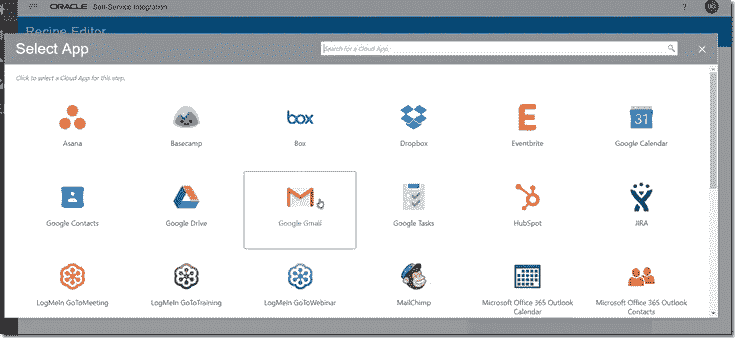 ORACLE Self-Service Integration ?
Recipe Editor
Select App Search for a Cloud App.
Click to select a Cloud App for this step.
31
box
Asana Basecamp Box Dropbox Eventbrite Google Calendar
Google Contacts Google Drive Google Gmail Google Tasks HubSpot JIRA
LogMeIn GoToMeeting LogMeIn GoToTraining LogMeIn GoToWebinar MailChimp Microsoft Office 365 Outlook Microsoft Office 365 Outlook
Calendar Contacts